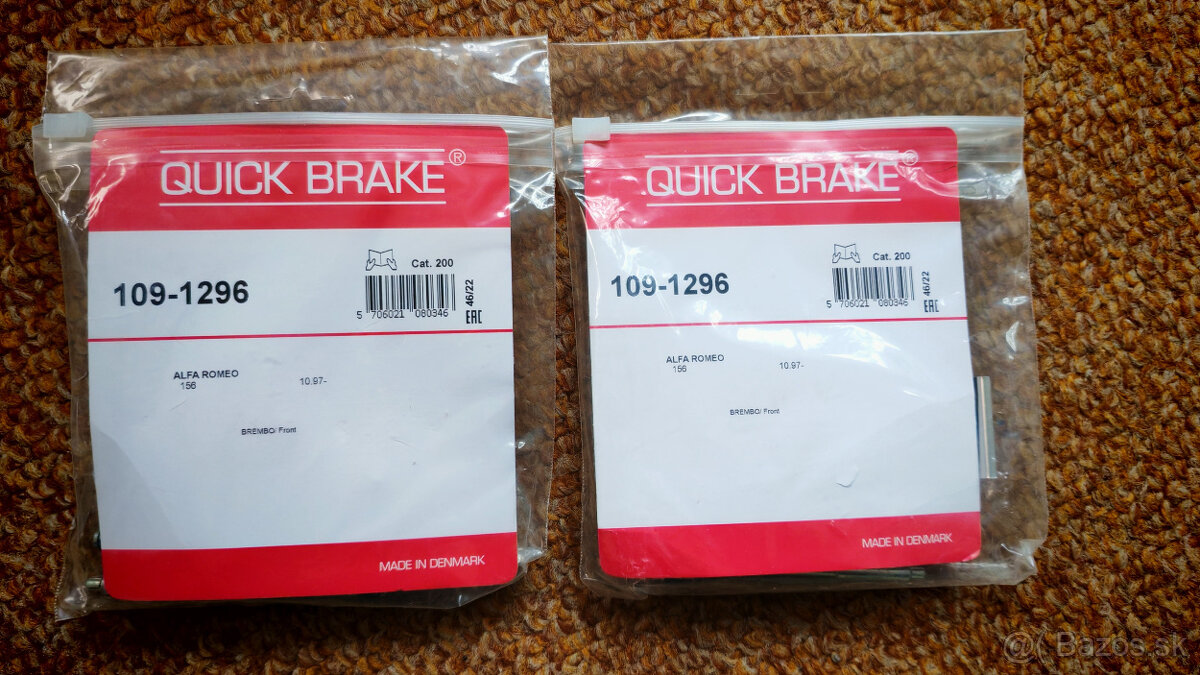 QUICK BRAKE®
Cat. 200
109-1296
5 706021 080346
46/22
EAC
ALFA ROMEO
156 10.97-
BREMBO/ Front
MADE IN DENMARK
QUICK BRAKE®
Cat. 200
109-1296
5 706021 080346
46/22
EAC
ALFA ROMEO
156 10.97-
BREMBO/ Front
MADE IN DENMARK
Bazos.sk